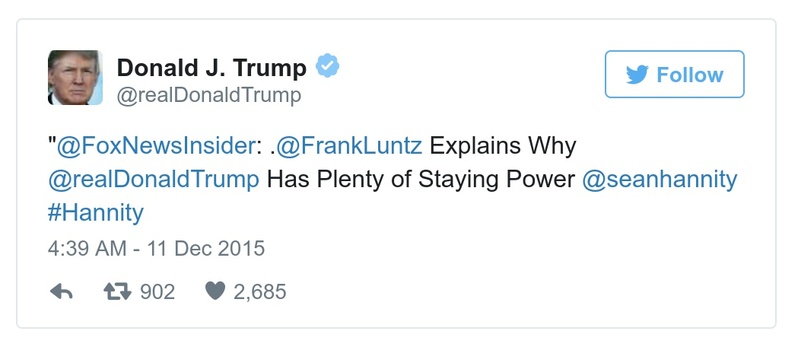 Donald J. Trump
Follow
@realDonaldTrump
"@FoxNewsInsider: .@FrankLuntz Explains Why
@realDonaldTrump Has Plenty of Staying Power @seanhannity
#Hannity
4:39 AM - 11 Dec 2015
902 2,685